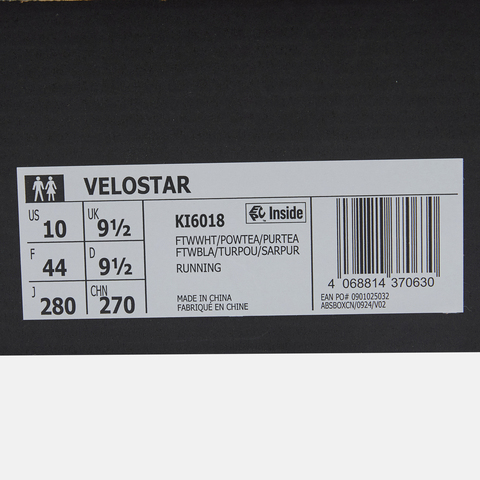 VELOSTAR
US 10 UK 9½
F 44 D 9½
J 280 CHN 270
KI6018 Inside
FTWWHT/POWTEA/PURTEA
FTWBLA/TURPOU/SARPUR
RUNNING
MADE IN CHINA
FABRIQUÉ EN CHINE
4 068814 370630
EAN PO# 0901025032
ABSBOXCN/0924/V02